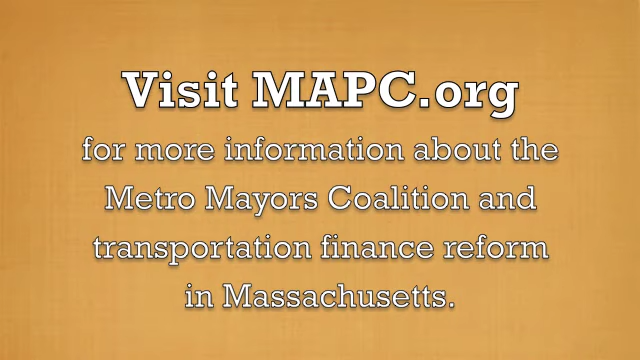 Visit MAPC.org
for more information about the
Metro Mayors Coalition and
transportation finance reform
in Massachusetts.